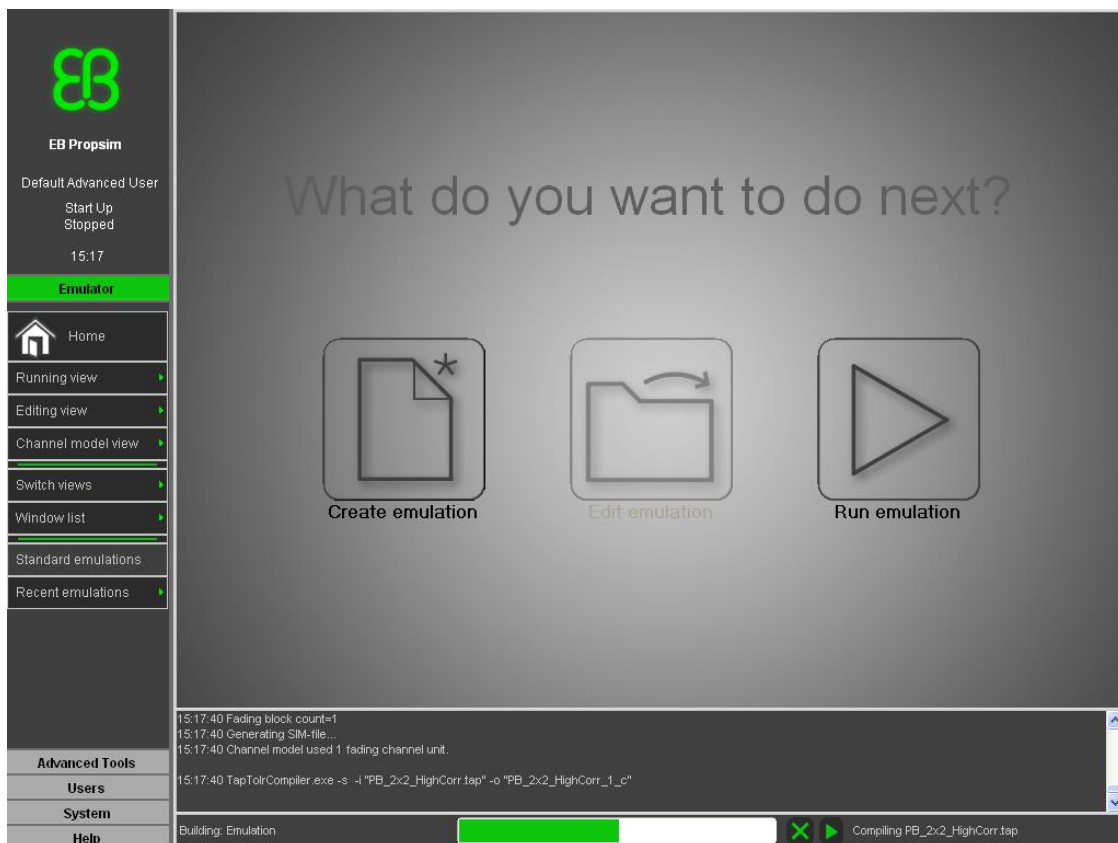 EB
EB Propsim
Default Advanced User
Start Up
Stopped
15:17
Emulator
Home
Running view
Editing view
Channel model view
Switch views
Window list
Standard emulations
Recent emulations
Advanced Tools
Users
System
Help
What do you want to do next?
Create emulation
Edit emulation
Run emulation
15:17:40 Fading block count=1
15:17:40 Generating SIM-file...
15:17:40 Channel model used 1 fading channel unit.
15:17:40 TapToIrCompiler.exe -s -i "PB_2x2_HighCorr.tap" -o "PB_2x2_HighCorr_1_c"
Building: Emulation
Compiling PB_2x2_HighCorr.tap